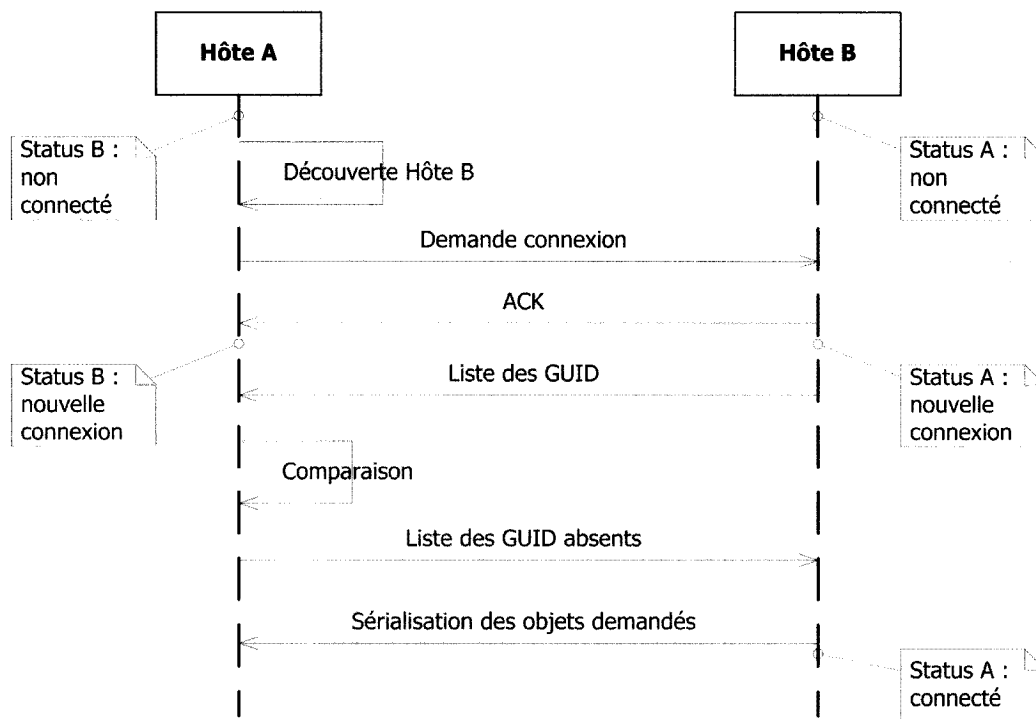 Hôte A
Hôte B
Status B :
non
connecté
Status A :
non
connecté
Découverte Hôte B
Demande connexion
ACK
Status B :
nouvelle
connexion
Status A :
nouvelle
connexion
Liste des GUID
Comparaison
Liste des GUID absents
Sérialisation des objets demandés
Status A :
connecté